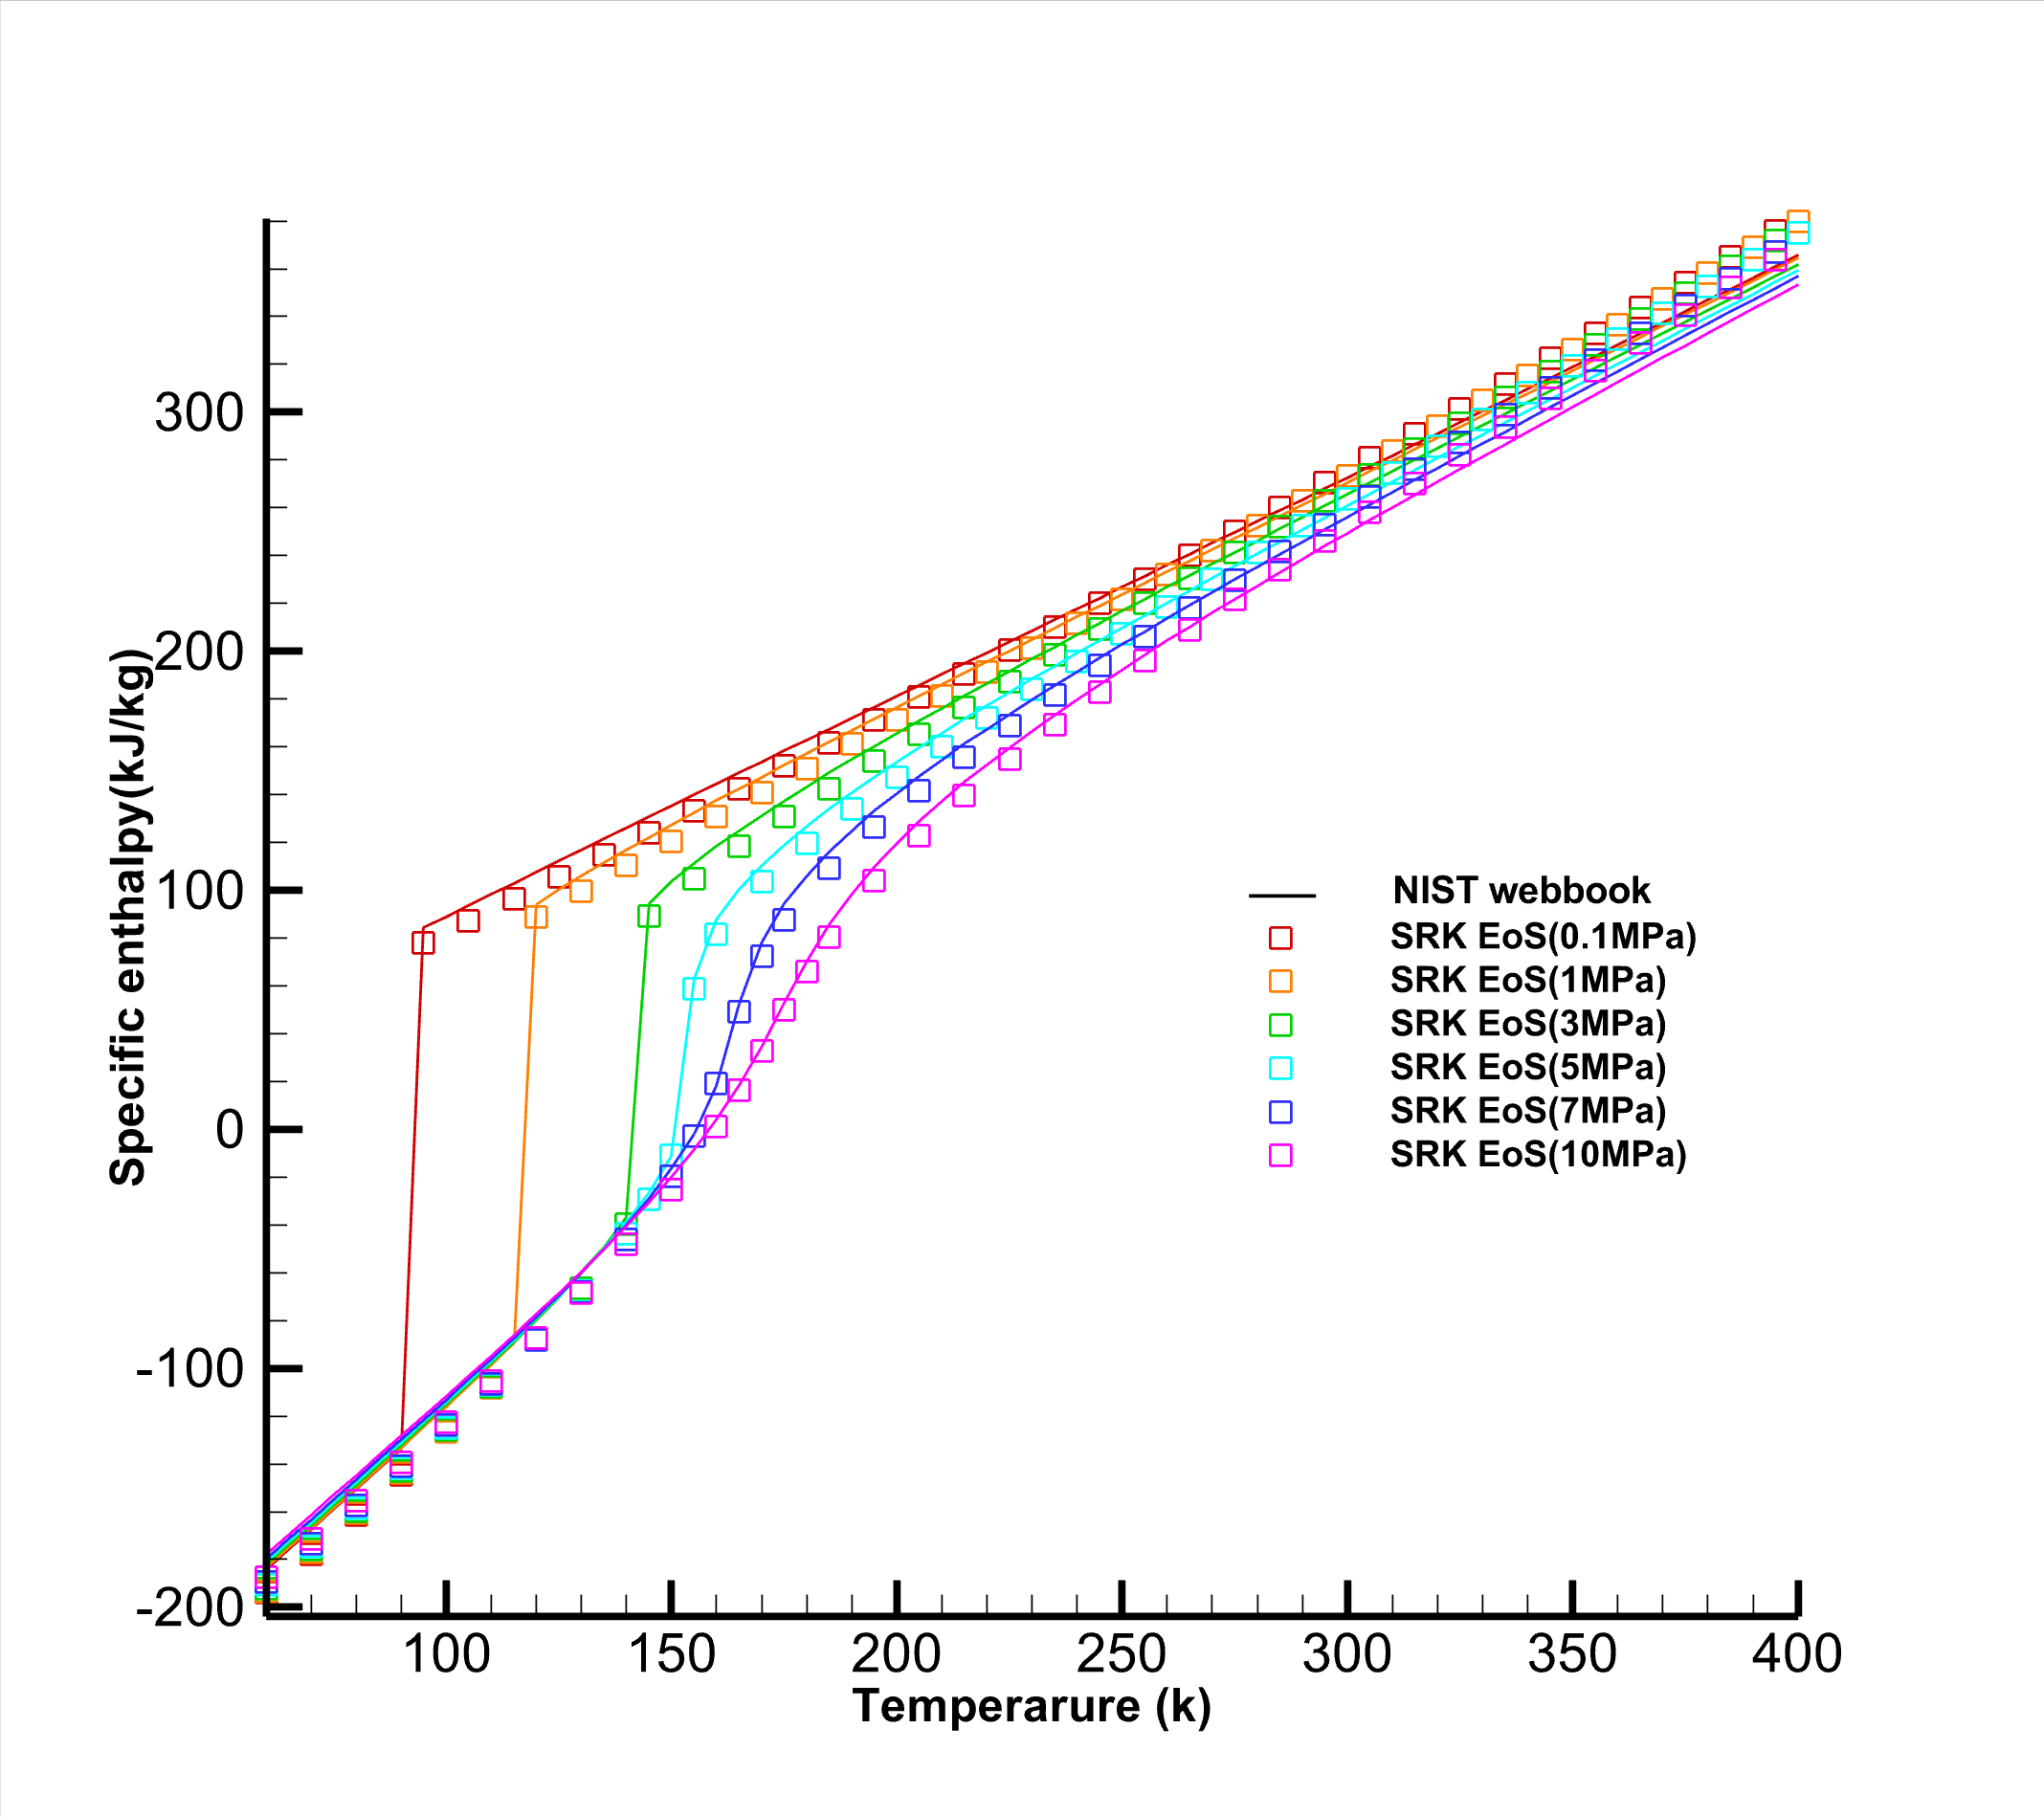 300
200
100
0
-100
-200
Specific enthalpy(kJ/kg)
NIST webbook
SRK EoS(0.1MPa)
SRK EoS(1MPa)
SRK EoS(3MPa)
SRK EoS(5MPa)
SRK EoS(7MPa)
SRK EoS(10MPa)
100 150 200 250 300 350 400
Temperarure (k)